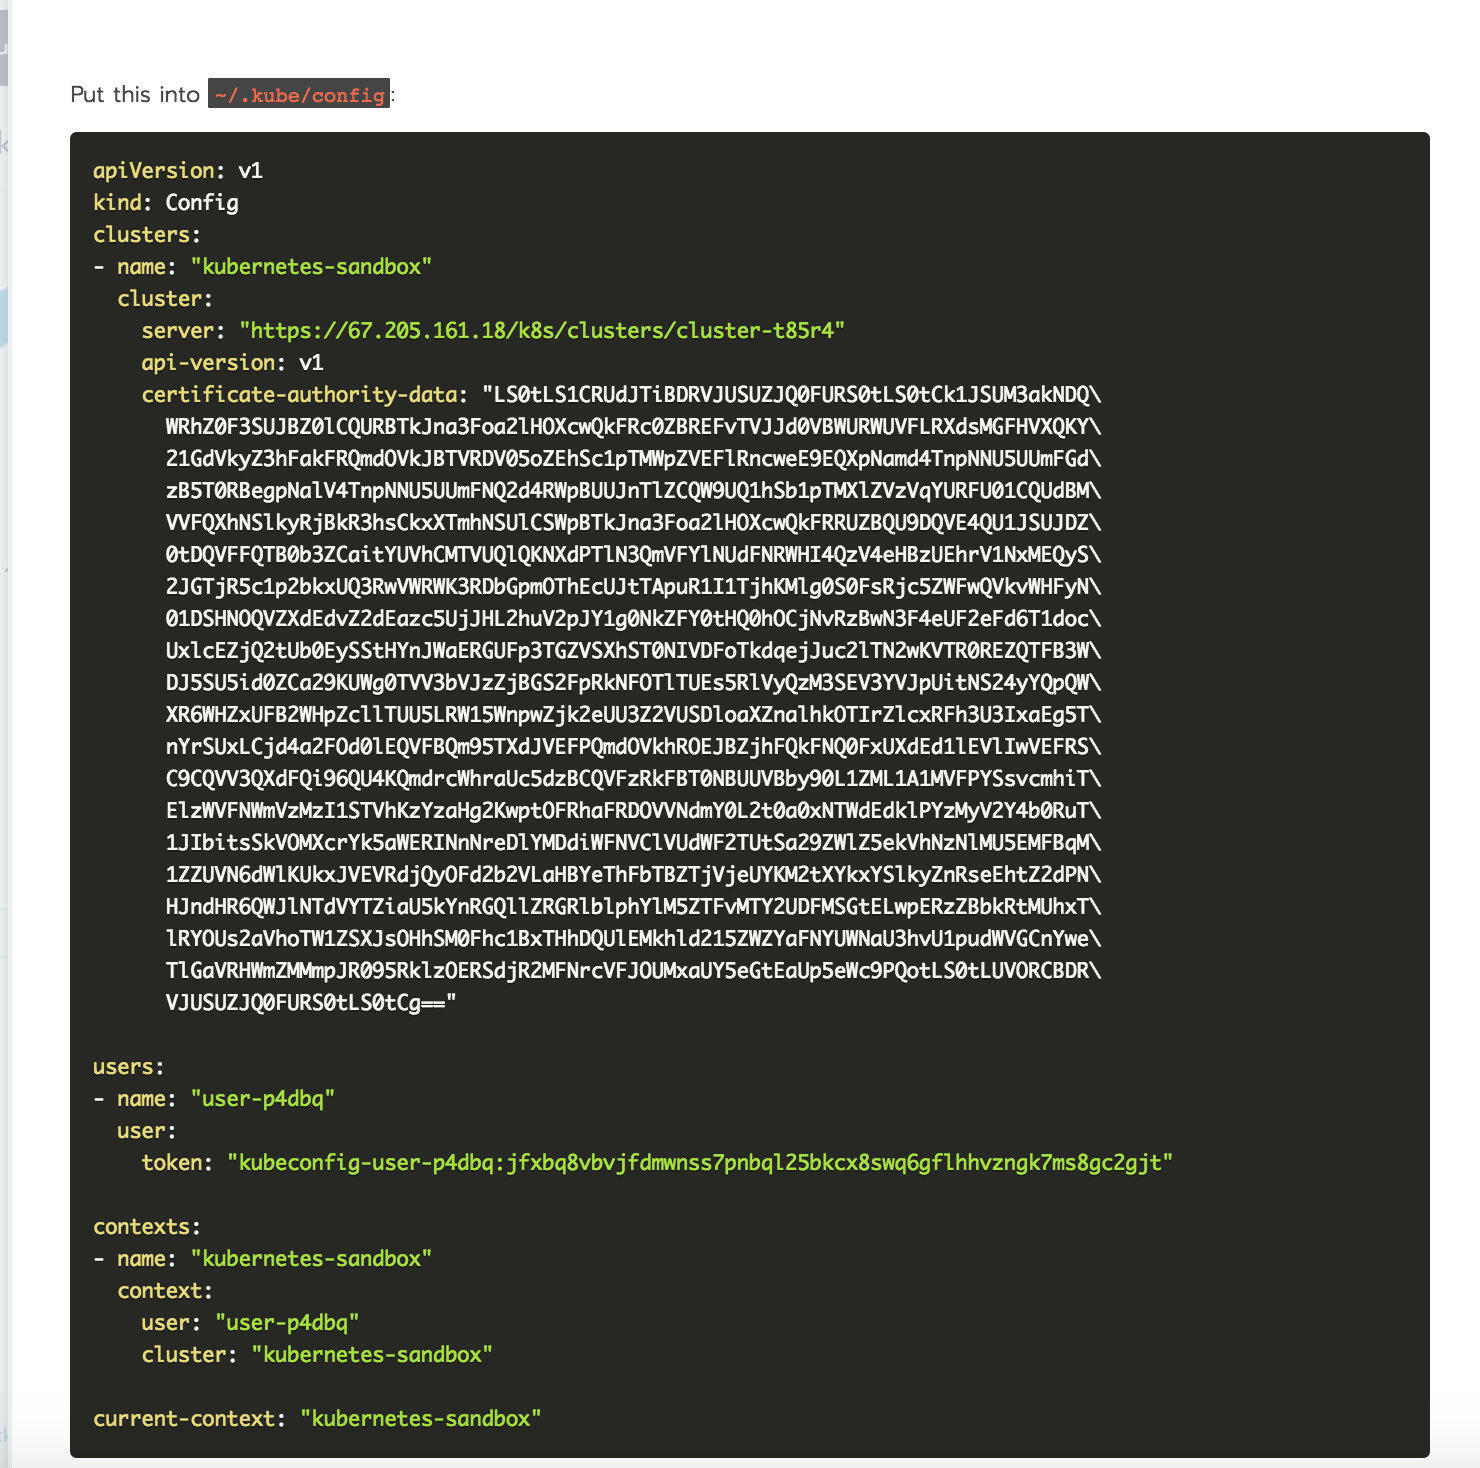 Put this into ~/.kube/config:
apiVersion: v1
kind: Config
clusters:
- name: "kubernetes-sandbox"
  cluster:
    server: "https://67.205.161.18/k8s/clusters/cluster-t85r4"
    api-version: v1
    certificate-authority-data: "LS0tLS1CRUdJTiBDRVJUSUZJQ0FURS0tLS0tCk1JSUM3akNDQ\
      WRhZ0F3SUJBZ0lCQURBTkJna3Foa2lHOXcwQkFRc0ZBREFvTVJJd0VBWURWUVFLRXdsMGFHVXQKY\
      21GdVkyZ3hFakFRQmdOVkJBTVRDV05oZEhSc1pTMWpZVEFlRncweE9EQXpNamd4TnpNNU5UUmFGd\
      zB5T0RBegpNalV4TnpNNU5UUmFNQ2d4RWpBUUJnTlZCQW9UQ1hSb1pTMXlZVzVqYURFU01CQUdBM\
      VVFQXhNSlkyRjBkR3hsCkxXTmhNSUlCSWpBTkJna3Foa2lHOXcwQkFRRUZBQU9DQVE4QU1JSUJDZ\
      0tDQVFFQTB0b3ZCaitYUVhCMTVUQlQKNXdPTlN3QmVFYlNUdFNRWHI4QzV4eHBzUEhrV1NxMEQyS\
      2JGTjR5c1p2bkxUQ3RwVWRWK3RDbGpmOThEcUJtTApuR1I1TjhKMlg0S0FsRjc5ZWFwQVkvWHFyN\
      01DSHNOQVZXdEdvZ2dEazc5UjJHL2huV2pJY1g0NkZFY0tHQ0hOCjNvRzBwN3F4eUF2eFd6T1doc\
      UxlcEZjQ2tUb0EySStHYnJWaERGUFp3TGZVSXhST0NIVDFoTkdqejJuc2lTN2wKVTR0REZQTFB3W\
      DJ5SU5id0ZCa29KUWg0TVV3bVJzZjBGS2FpRkNFOTlTUEs5RlVyQzM3SEV3YVJpUitNS24yYQpQW\
      XR6WHZxUFB2WHpZcllTUU5LRW15WnpwZjk2eUU3Z2VUSDloaXZnalhkOTIrZlcxRFh3U3IxaEg5T\
      nYrSUxLCjd4a2FOd0lEQVFBQm95TXdJVEFPQmdOVkhROEJBZjhFQkFNQ0FxUXdEd1lEVlIwVEFRS\
      C9CQVV3QXdFQi96QU4KQmdrcWhraUc5dzBCQVFzRkFBT0NBUUVBby90L1ZML1A1MVFPYSsvcmhiT\
      ElzWVFNWmVzMzI1STVhKzYzaHg2KwptOFRhaFRDOVVNdmY0L2t0a0xNTWdEdklPYzMyV2Y4b0RuT\
      1JIbitsSkVOMXcrYk5aWERINnNreDlYMDdiWFNVClVUdWF2TUtSa29ZWlZ5ekVhNzNlMU5EMFBqM\
      1ZZUVN6dWlKUkxJVEVRdjQyOFd2b2VLaHBYeThFbTBZTjVjeUYKM2tXYkxYSlkyZnRseEhtZ2dPN\
      HJndHR6QWJlNTdVYTZiaU5kYnRGQllZRGRlblphYlM5ZTFvMTY2UDFMSGtELwpERzZBbkRtMUhxT\
      lRYOUs2aVhoTW1ZSXJsOHhSM0Fhc1BxTHhDQUlEMkhld215ZWZYaFNYUWNaU3hvU1pudWVGCnYwe\
      TlGaVRHWmZMMmpJR095RklzOERSdjR2MFNrcVFJOUMxaUY5eGtEaUp5eWc9PQotLS0tLUVORCBDR\
      VJUSUZJQ0FURS0tLS0tCg=="
users:
- name: "user-p4dbq"
  user:
    token: "kubeconfig-user-p4dbq:jfxbq8vbvjfdmwnss7pnbql25bkcx8swq6gflhhvzngk7ms8gc2gjt"
contexts:
- name: "kubernetes-sandbox"
  context:
    user: "user-p4dbq"
    cluster: "kubernetes-sandbox"
current-context: "kubernetes-sandbox"